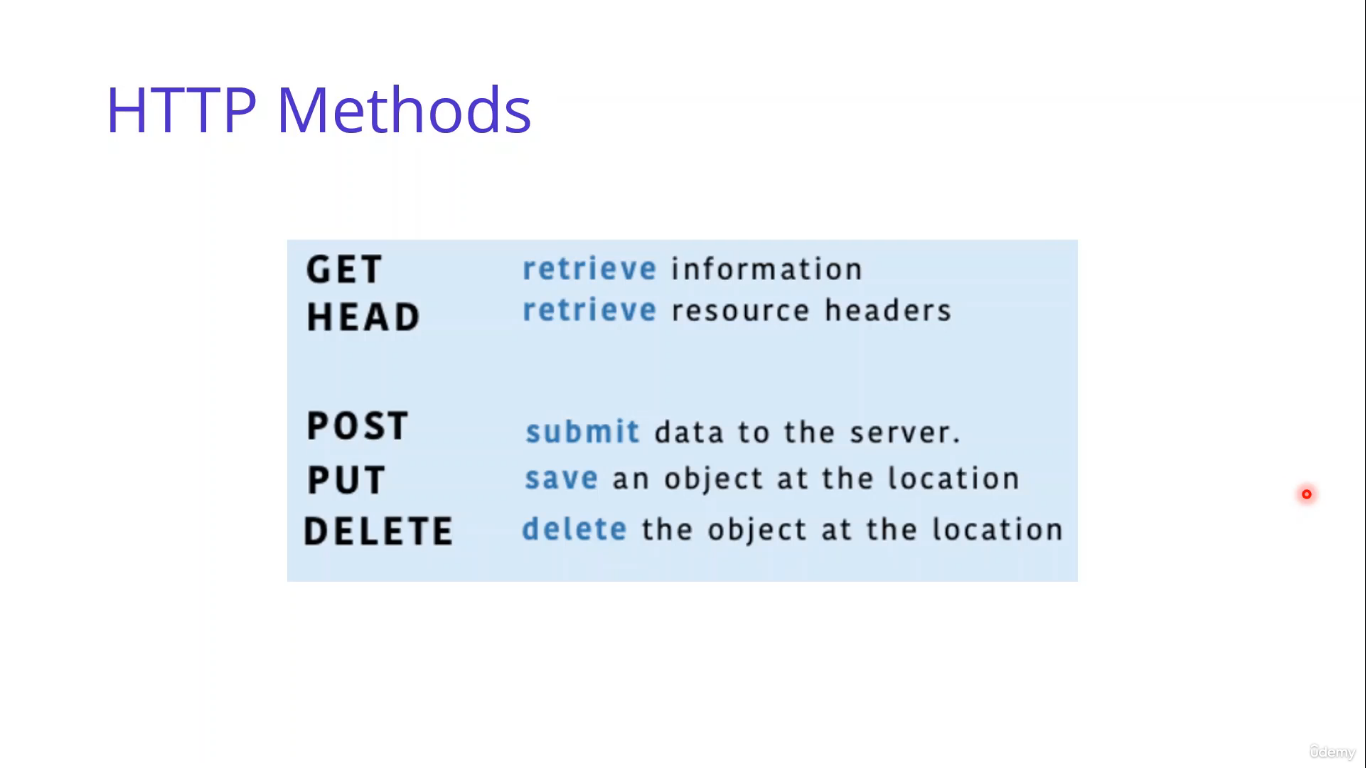 HTTP Methods
GET retrieve information
HEAD retrieve resource headers
POST submit data to the server.
PUT save an object at the location
DELETE delete the object at the location
ûdemy